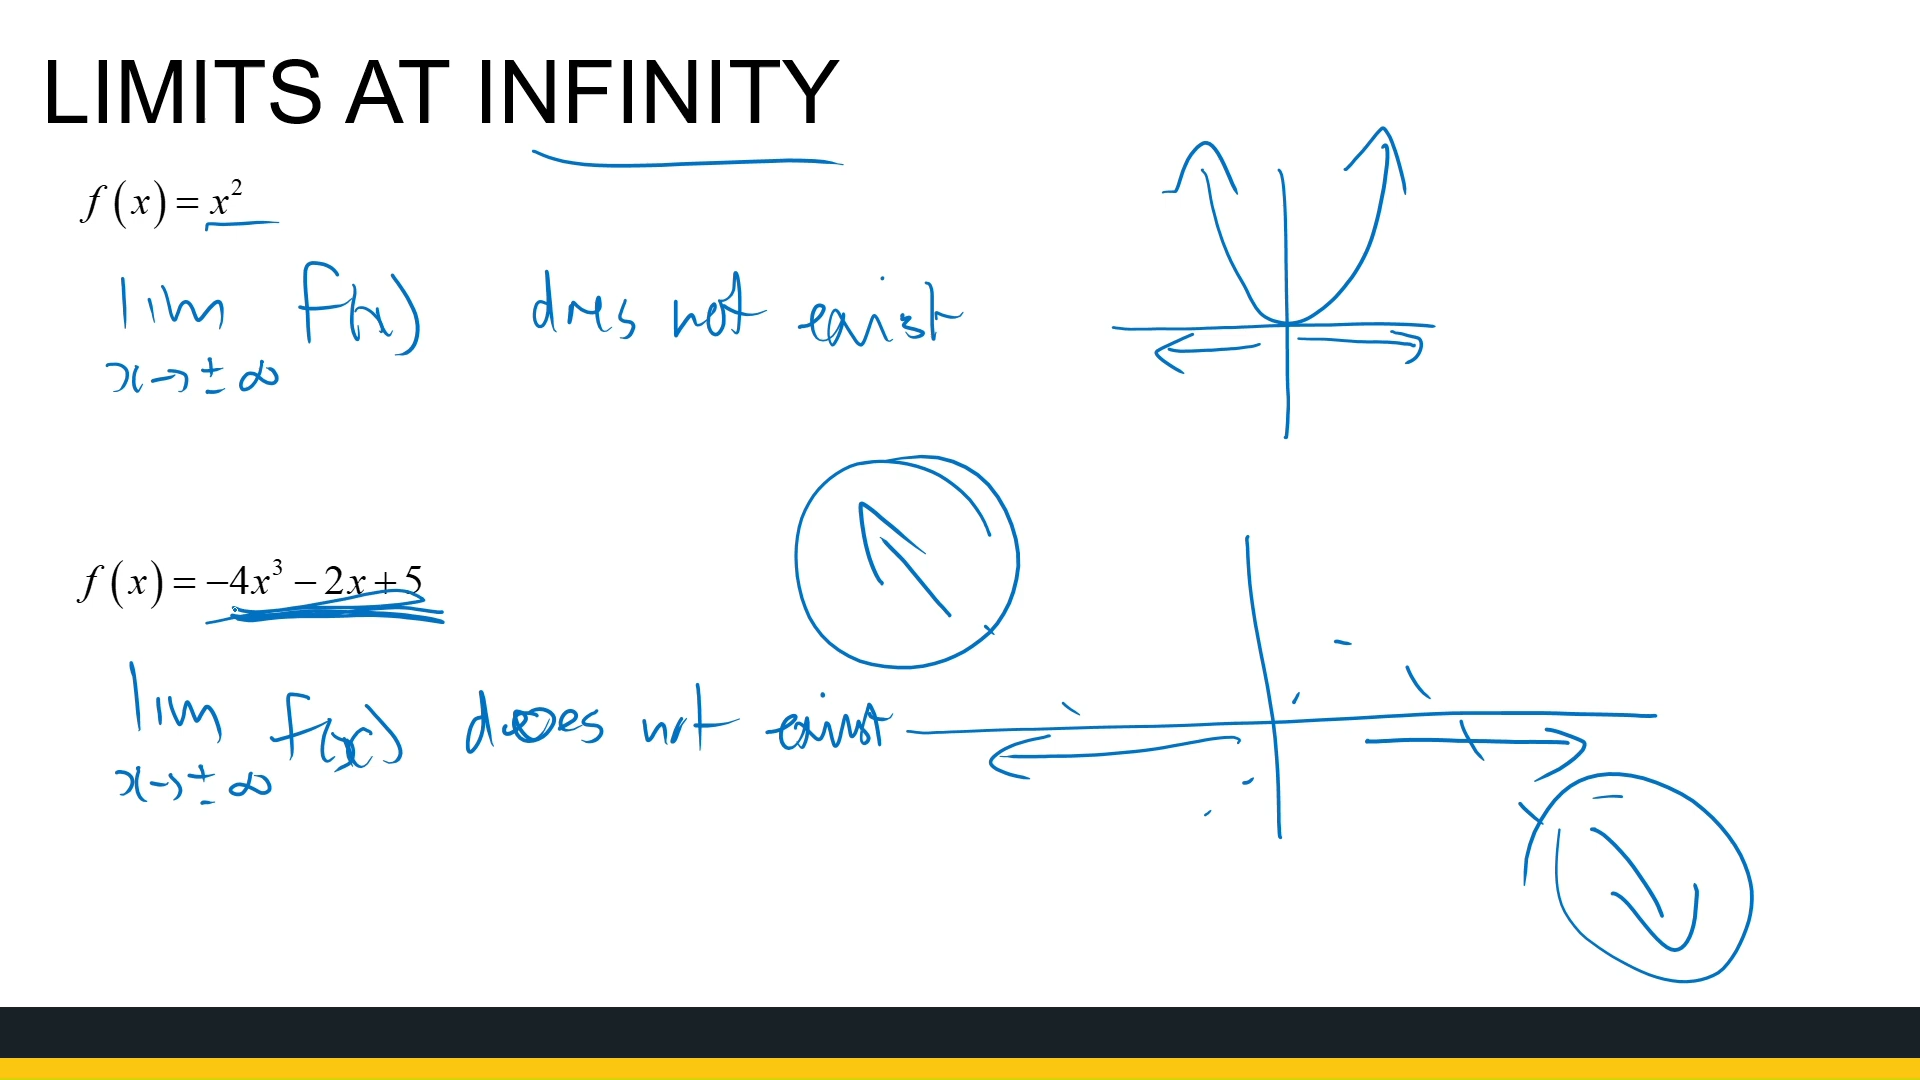 LIMITS AT INFINITY
f(x) = x²
lim f(x) does not exist
x→±∞
f(x) = −4x³ − 2x + 5
lim f(x) does not exist
x→±∞